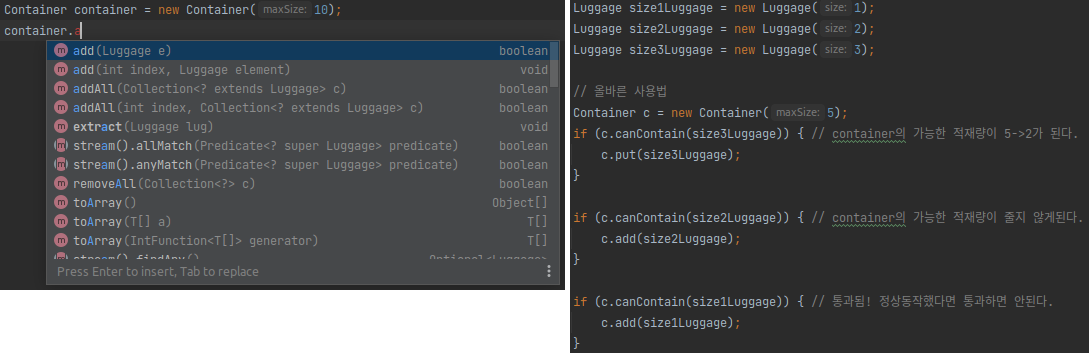 Container container = new Container( maxSize: 10);
container.a
m add(Luggage e) boolean
m add(int index, Luggage element) void
m addAll(Collection<? extends Luggage> c) boolean
m addAll(int index, Collection<? extends Luggage> c) boolean
m extract(Luggage lug) void
m stream().allMatch(Predicate<? super Luggage> predicate) boolean
m stream().anyMatch(Predicate<? super Luggage> predicate) boolean
m removeAll(Collection<?> c) boolean
m toArray() Object[]
m toArray(T[] a) T[]
m toArray(IntFunction<T[]> generator) T[]
stream().findAny() Optional<Luggage>
Press Enter to insert, Tab to replace
Luggage size1Luggage = new Luggage( size: 1);
Luggage size2Luggage = new Luggage( size: 2);
Luggage size3Luggage = new Luggage( size: 3);
// 올바른 사용법
Container c = new Container( maxSize: 5);
if (c.canContain(size3Luggage)) { // container의 가능한 적재량이 5->2가 된다.
c.put(size3Luggage);
}
if (c.canContain(size2Luggage)) { // container의 가능한 적재량이 줄지 않게된다.
c.add(size2Luggage);
}
if (c.canContain(size1Luggage)) { // 통과됨! 정상동작했다면 통과하면 안된다.
c.add(size1Luggage);
}